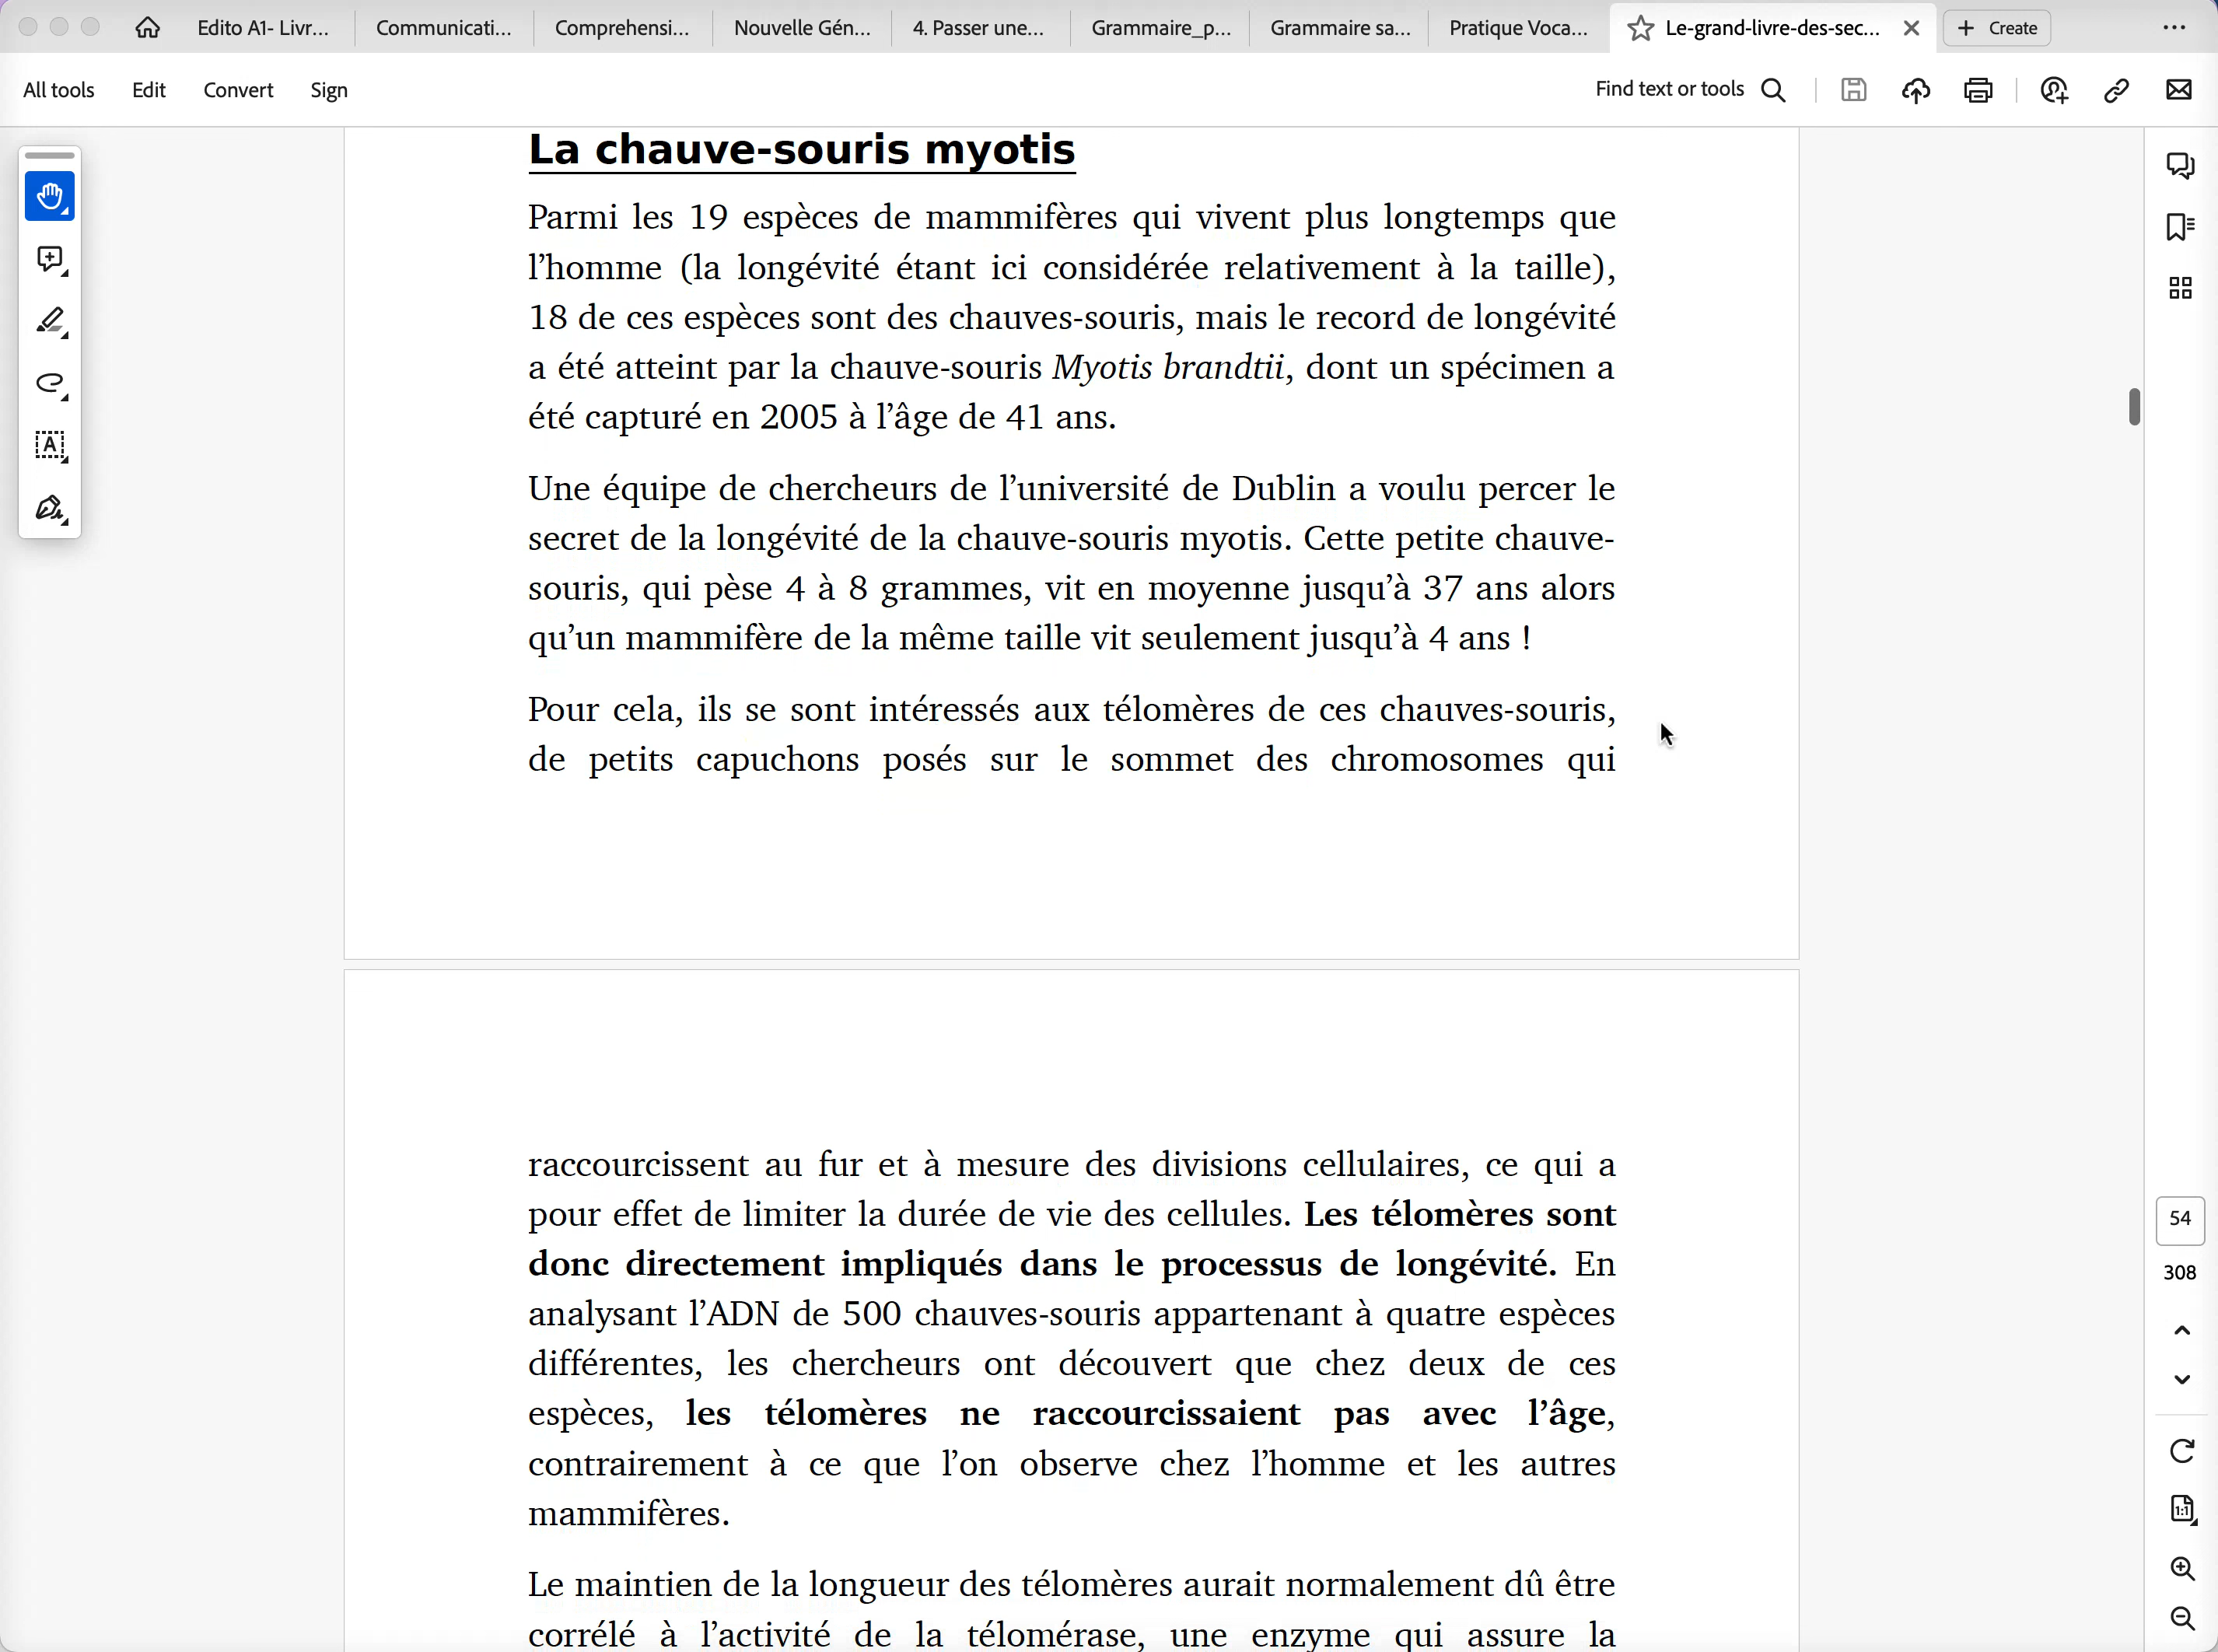 Edito A1- Livr... Communicati... Comprehensi... Nouvelle Gén... 4. Passer une... Grammaire_p... Grammaire sa... Pratique Voca... Le-grand-livre-des-sec... Create
All tools Edit Convert Sign Find text or tools
La chauve-souris myotis
Parmi les 19 espèces de mammifères qui vivent plus longtemps que
l’homme (la longévité étant ici considérée relativement à la taille),
18 de ces espèces sont des chauves-souris, mais le record de longévité
a été atteint par la chauve-souris Myotis brandtii, dont un spécimen a
été capturé en 2005 à l’âge de 41 ans.
Une équipe de chercheurs de l’université de Dublin a voulu percer le
secret de la longévité de la chauve-souris myotis. Cette petite chauve-
souris, qui pèse 4 à 8 grammes, vit en moyenne jusqu’à 37 ans alors
qu’un mammifère de la même taille vit seulement jusqu’à 4 ans !
Pour cela, ils se sont intéressés aux télomères de ces chauves-souris,
de petits capuchons posés sur le sommet des chromosomes qui
raccourcissent au fur et à mesure des divisions cellulaires, ce qui a
pour effet de limiter la durée de vie des cellules. Les télomères sont
donc directement impliqués dans le processus de longévité. En
analysant l’ADN de 500 chauves-souris appartenant à quatre espèces
différentes, les chercheurs ont découvert que chez deux de ces
espèces, les télomères ne raccourcissaient pas avec l’âge,
contrairement à ce que l’on observe chez l’homme et les autres
mammifères.
Le maintien de la longueur des télomères aurait normalement dû être
corrélé à l’activité de la télomérase, une enzyme qui assure la
54
308
1:1